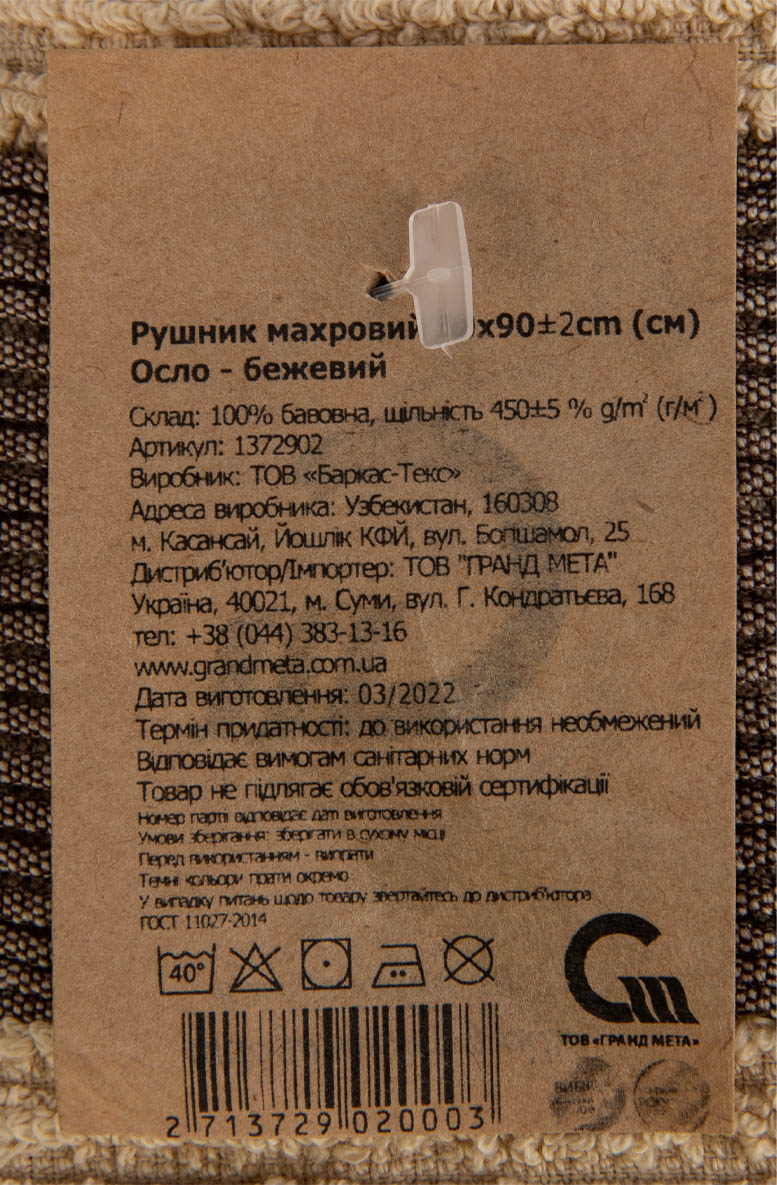 Рушник махровий х90±2cm (см)
Осло - бежевий
Склад: 100% бавовна, щільність 450±5 % g/m² (г/м²)
Артикул: 1372902
Виробник: ТОВ «Баркас-Текс»
Адреса виробника: Узбекистан, 160308
м. Касансай, Йошлік КФЙ, вул. Бопшамол, 25
Дистриб'ютор/Імпортер: ТОВ "ГРАНД МЕТА"
Україна, 40021, м. Суми, вул. Г. Кондратьєва, 168
тел: +38 (044) 383-13-16
www.grandmeta.com.ua
Дата виготовлення: 03/2022
Термін придатності: до використання необмежений
Відповідає вимогам санітарних норм
Товар не підлягає обов'язковій сертифікації
Номер партії відповідає даті виготовлення
Умови зберігання: зберігати в сухому місці
Перед використанням - випрати
Темні кольори прати окремо
У випадку питань щодо товару звертайтесь до дистриб'ютора
ГОСТ 11027-2014
40°
ТОВ «ГРАНД МЕТА»
2 713729 020003